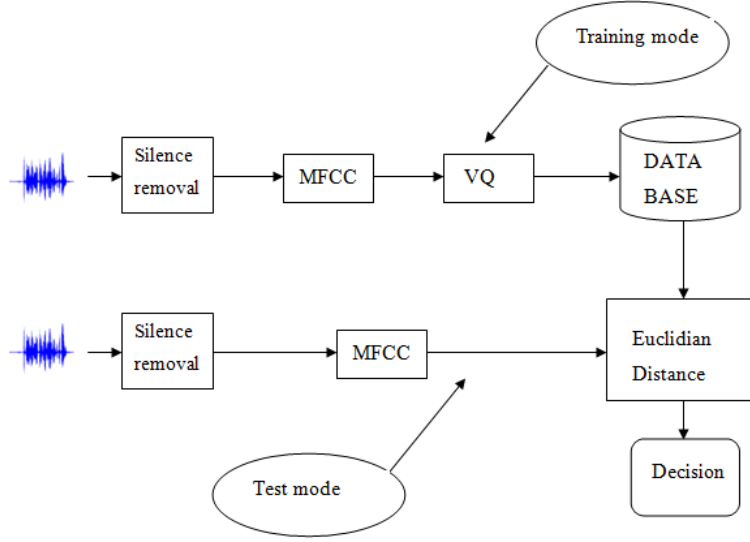 Training mode
Silence
removal
MFCC
VQ
DATA
BASE
Silence
removal
MFCC
Euclidian
Distance
Test mode
Decision